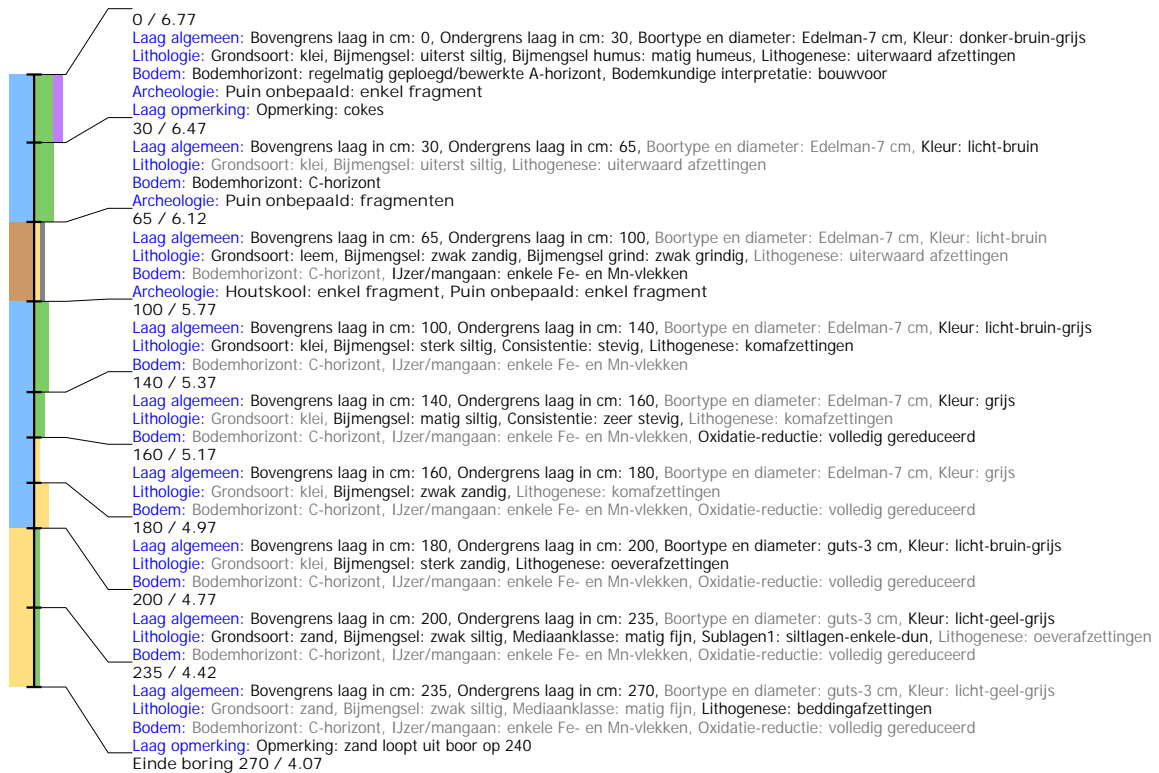 0 / 6.77
Laag algemeen: Bovengrens laag in cm: 0, Ondergrens laag in cm: 30, Boortype en diameter: Edelman-7 cm, Kleur: donker-bruin-grijs
Lithologie: Grondsoort: klei, Bijmengsel: uiterst siltig, Bijmengsel humus: matig humeus, Lithogenese: uiterwaard afzettingen
Bodem: Bodemhorizont: regelmatig geploegd/bewerkte A-horizont, Bodemkundige interpretatie: bouwvoor
Archeologie: Puin onbepaald: enkel fragment
Laag opmerking: Opmerking: cokes
30 / 6.47
Laag algemeen: Bovengrens laag in cm: 30, Ondergrens laag in cm: 65, Boortype en diameter: Edelman-7 cm, Kleur: licht-bruin
Lithologie: Grondsoort: klei, Bijmengsel: uiterst siltig, Lithogenese: uiterwaard afzettingen
Bodem: Bodemhorizont: C-horizont
Archeologie: Puin onbepaald: fragmenten
65 / 6.12
Laag algemeen: Bovengrens laag in cm: 65, Ondergrens laag in cm: 100, Boortype en diameter: Edelman-7 cm, Kleur: licht-bruin
Lithologie: Grondsoort: leem, Bijmengsel: zwak zandig, Bijmengsel grind: zwak grindig, Lithogenese: uiterwaard afzettingen
Bodem: Bodemhorizont: C-horizont, IJzer/mangaan: enkele Fe- en Mn-vlekken
Archeologie: Houtskool: enkel fragment, Puin onbepaald: enkel fragment
100 / 5.77
Laag algemeen: Bovengrens laag in cm: 100, Ondergrens laag in cm: 140, Boortype en diameter: Edelman-7 cm, Kleur: licht-bruin-grijs
Lithologie: Grondsoort: klei, Bijmengsel: sterk siltig, Consistentie: stevig, Lithogenese: komafzettingen
Bodem: Bodemhorizont: C-horizont, IJzer/mangaan: enkele Fe- en Mn-vlekken
140 / 5.37
Laag algemeen: Bovengrens laag in cm: 140, Ondergrens laag in cm: 160, Boortype en diameter: Edelman-7 cm, Kleur: grijs
Lithologie: Grondsoort: klei, Bijmengsel: matig siltig, Consistentie: zeer stevig, Lithogenese: komafzettingen
Bodem: Bodemhorizont: C-horizont, IJzer/mangaan: enkele Fe- en Mn-vlekken, Oxidatie-reductie: volledig gereduceerd
160 / 5.17
Laag algemeen: Bovengrens laag in cm: 160, Ondergrens laag in cm: 180, Boortype en diameter: Edelman-7 cm, Kleur: grijs
Lithologie: Grondsoort: klei, Bijmengsel: zwak zandig, Lithogenese: komafzettingen
Bodem: Bodemhorizont: C-horizont, IJzer/mangaan: enkele Fe- en Mn-vlekken, Oxidatie-reductie: volledig gereduceerd
180 / 4.97
Laag algemeen: Bovengrens laag in cm: 180, Ondergrens laag in cm: 200, Boortype en diameter: guts-3 cm, Kleur: licht-bruin-grijs
Lithologie: Grondsoort: klei, Bijmengsel: sterk zandig, Lithogenese: oeverafzettingen
Bodem: Bodemhorizont: C-horizont, IJzer/mangaan: enkele Fe- en Mn-vlekken, Oxidatie-reductie: volledig gereduceerd
200 / 4.77
Laag algemeen: Bovengrens laag in cm: 200, Ondergrens laag in cm: 235, Boortype en diameter: guts-3 cm, Kleur: licht-geel-grijs
Lithologie: Grondsoort: zand, Bijmengsel: zwak siltig, Mediaanklasse: matig fijn, Sublagen1: siltlagen-enkele-dun, Lithogenese: oeverafzettingen
Bodem: Bodemhorizont: C-horizont, IJzer/mangaan: enkele Fe- en Mn-vlekken, Oxidatie-reductie: volledig gereduceerd
235 / 4.42
Laag algemeen: Bovengrens laag in cm: 235, Ondergrens laag in cm: 270, Boortype en diameter: guts-3 cm, Kleur: licht-geel-grijs
Lithologie: Grondsoort: zand, Bijmengsel: zwak siltig, Mediaanklasse: matig fijn, Lithogenese: beddingafzettingen
Bodem: Bodemhorizont: C-horizont, IJzer/mangaan: enkele Fe- en Mn-vlekken, Oxidatie-reductie: volledig gereduceerd
Laag opmerking: Opmerking: zand loopt uit boor op 240
Einde boring 270 / 4.07